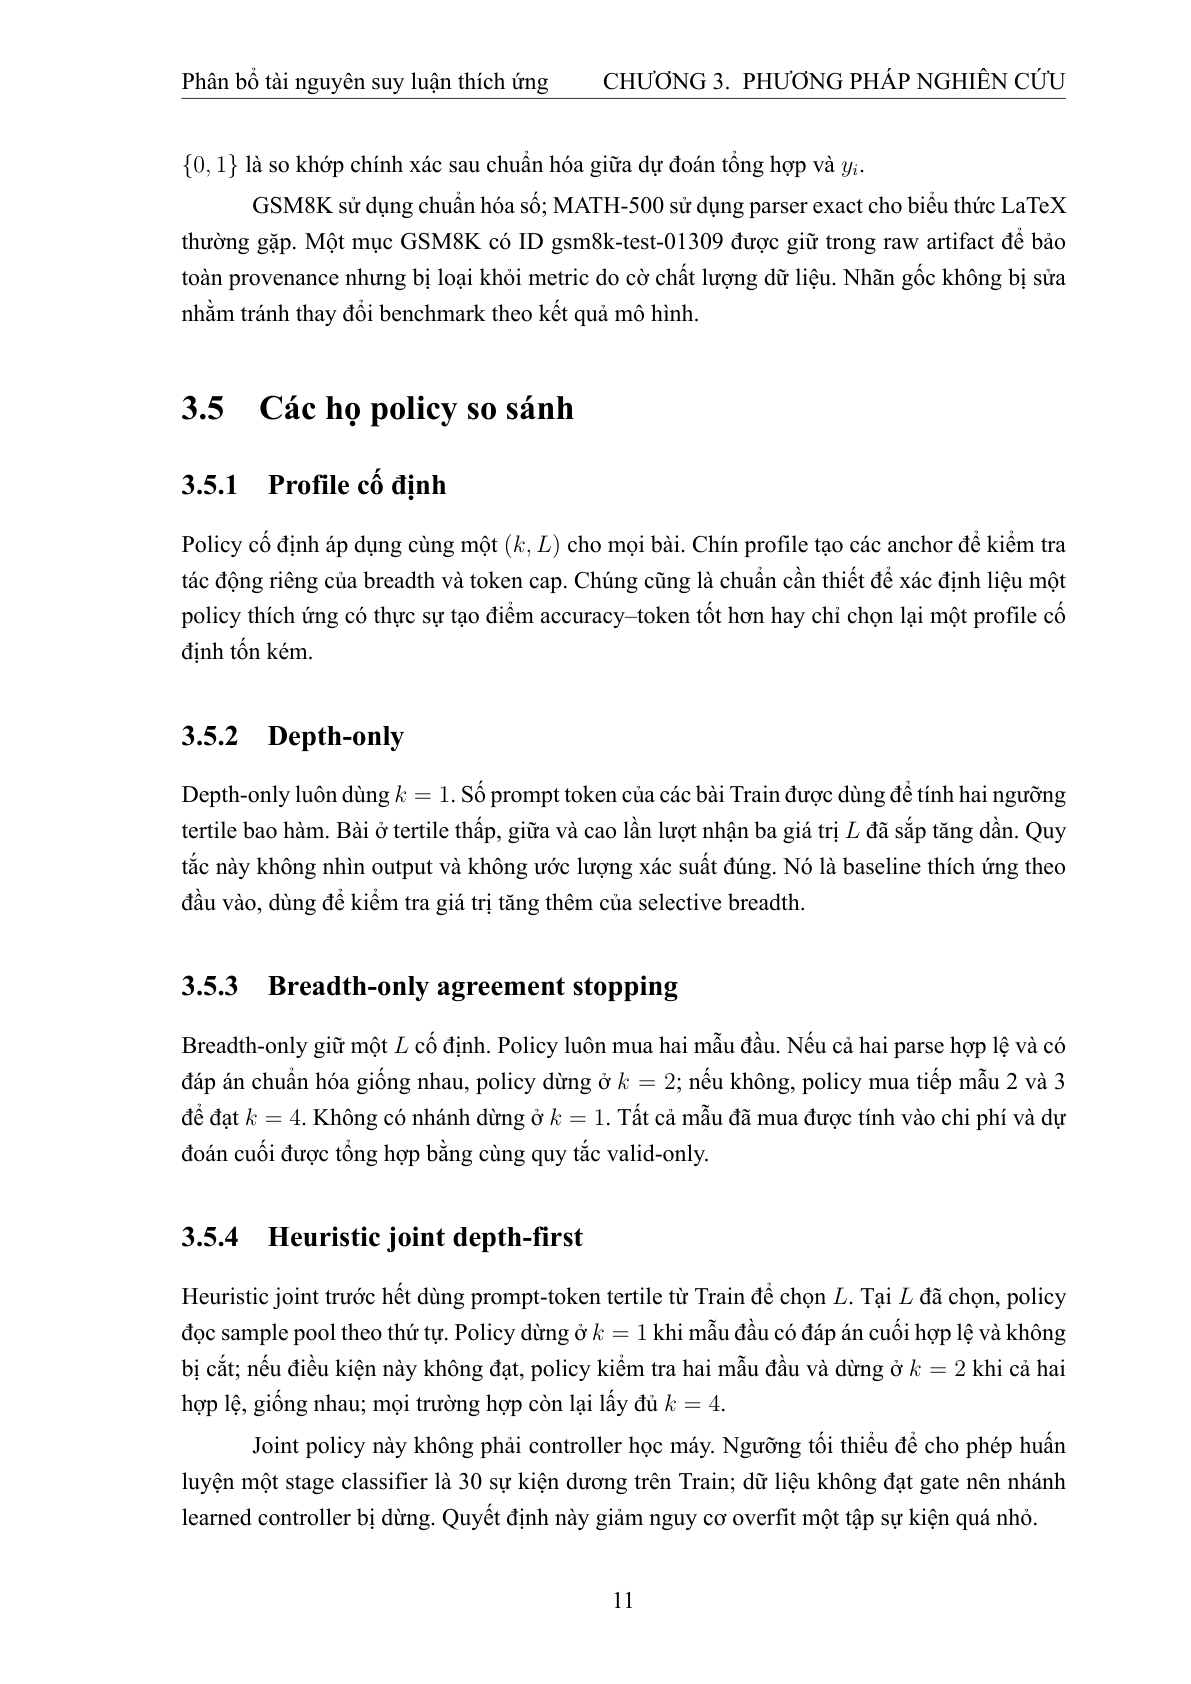 Phân bổ tài nguyên suy luận thích ứng CHƯƠNG 3. PHƯƠNG PHÁP NGHIÊN CỨU
{0, 1} là so khớp chính xác sau chuẩn hóa giữa dự đoán tổng hợp và yᵢ.
GSM8K sử dụng chuẩn hóa số; MATH-500 sử dụng parser exact cho biểu thức LaTeX
thường gặp. Một mục GSM8K có ID gsm8k-test-01309 được giữ trong raw artifact để bảo
toàn provenance nhưng bị loại khỏi metric do cờ chất lượng dữ liệu. Nhãn gốc không bị sửa
nhằm tránh thay đổi benchmark theo kết quả mô hình.
3.5 Các họ policy so sánh
3.5.1 Profile cố định
Policy cố định áp dụng cùng một (k, L) cho mọi bài. Chín profile tạo các anchor để kiểm tra
tác động riêng của breadth và token cap. Chúng cũng là chuẩn cần thiết để xác định liệu một
policy thích ứng có thực sự tạo điểm accuracy–token tốt hơn hay chỉ chọn lại một profile cố
định tốn kém.
3.5.2 Depth-only
Depth-only luôn dùng k = 1. Số prompt token của các bài Train được dùng để tính hai ngưỡng
tertile bao hàm. Bài ở tertile thấp, giữa và cao lần lượt nhận ba giá trị L đã sắp tăng dần. Quy
tắc này không nhìn output và không ước lượng xác suất đúng. Nó là baseline thích ứng theo
đầu vào, dùng để kiểm tra giá trị tăng thêm của selective breadth.
3.5.3 Breadth-only agreement stopping
Breadth-only giữ một L cố định. Policy luôn mua hai mẫu đầu. Nếu cả hai parse hợp lệ và có
đáp án chuẩn hóa giống nhau, policy dừng ở k = 2; nếu không, policy mua tiếp mẫu 2 và 3
để đạt k = 4. Không có nhánh dừng ở k = 1. Tất cả mẫu đã mua được tính vào chi phí và dự
đoán cuối được tổng hợp bằng cùng quy tắc valid-only.
3.5.4 Heuristic joint depth-first
Heuristic joint trước hết dùng prompt-token tertile từ Train để chọn L. Tại L đã chọn, policy
đọc sample pool theo thứ tự. Policy dừng ở k = 1 khi mẫu đầu có đáp án cuối hợp lệ và không
bị cắt; nếu điều kiện này không đạt, policy kiểm tra hai mẫu đầu và dừng ở k = 2 khi cả hai
hợp lệ, giống nhau; mọi trường hợp còn lại lấy đủ k = 4.
Joint policy này không phải controller học máy. Ngưỡng tối thiểu để cho phép huấn
luyện một stage classifier là 30 sự kiện dương trên Train; dữ liệu không đạt gate nên nhánh
learned controller bị dừng. Quyết định này giảm nguy cơ overfit một tập sự kiện quá nhỏ.
11